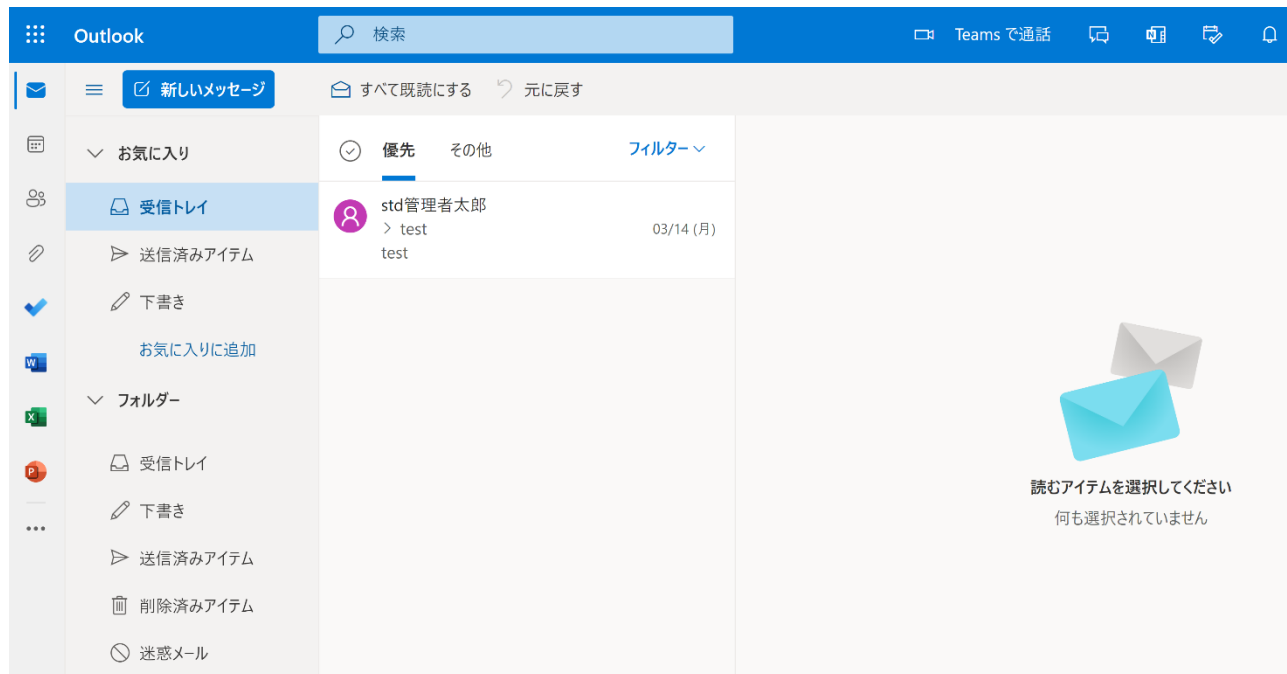 Outlook
検索
Teams で通話
新しいメッセージ
すべて既読にする
元に戻す
お気に入り
受信トレイ
送信済みアイテム
下書き
お気に入りに追加
フォルダー
受信トレイ
下書き
送信済みアイテム
削除済みアイテム
迷惑メール
優先
その他
フィルター
std管理者太郎
> test
03/14 (月)
test
読むアイテムを選択してください
何も選択されていません
W
X
P